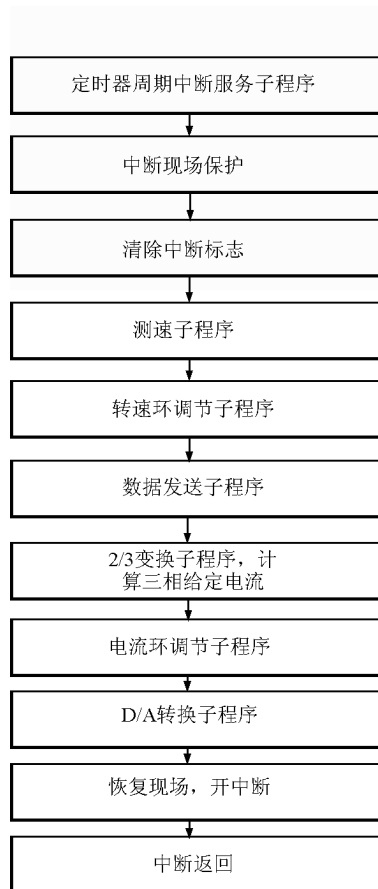 定时器周期中断服务子程序
中断现场保护
清除中断标志
测速子程序
转速环调节子程序
数据发送子程序
2/3变换子程序，计
算三相给定电流
电流环调节子程序
D/A转换子程序
恢复现场，开中断
中断返回